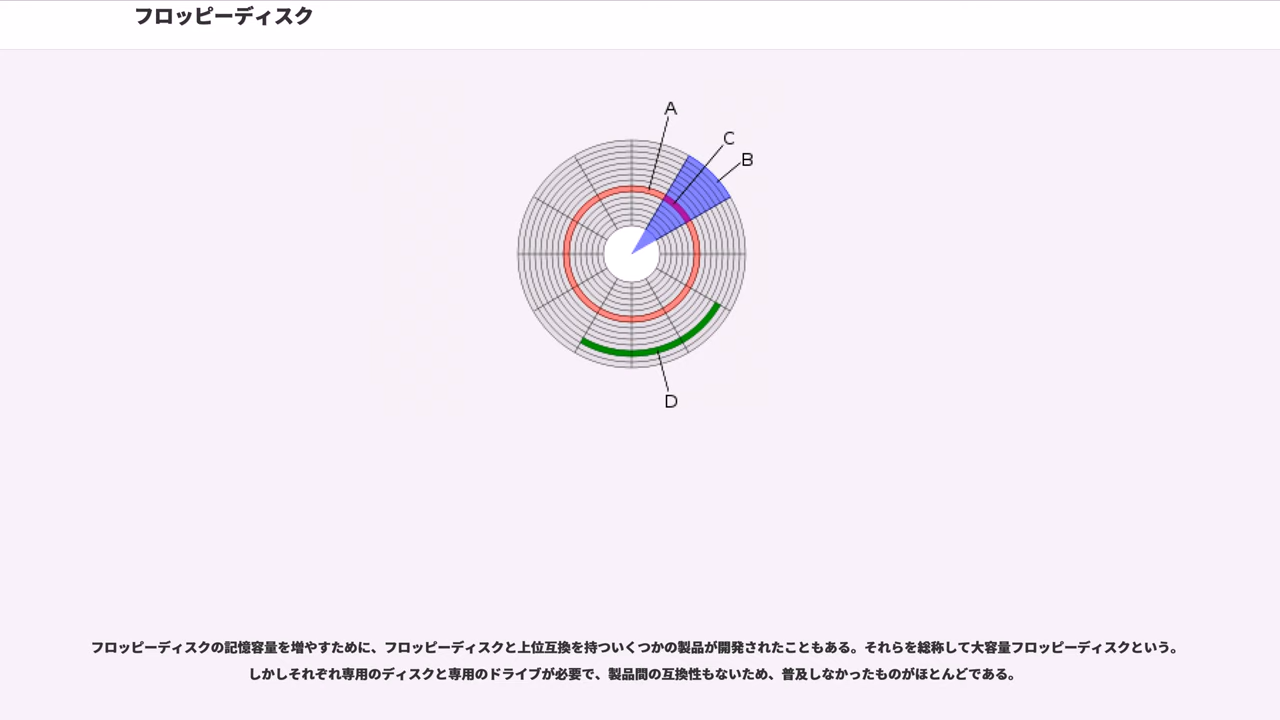 フロッピーディスク
A
C
B
D
フロッピーディスクの記憶容量を増やすために、フロッピーディスクと上位互換を持ついくつかの製品が開発されたこともある。それらを総称して大容量フロッピーディスクという。
しかしそれぞれ専用のディスクと専用のドライブが必要で、製品間の互換性もないため、普及しなかったものがほとんどである。